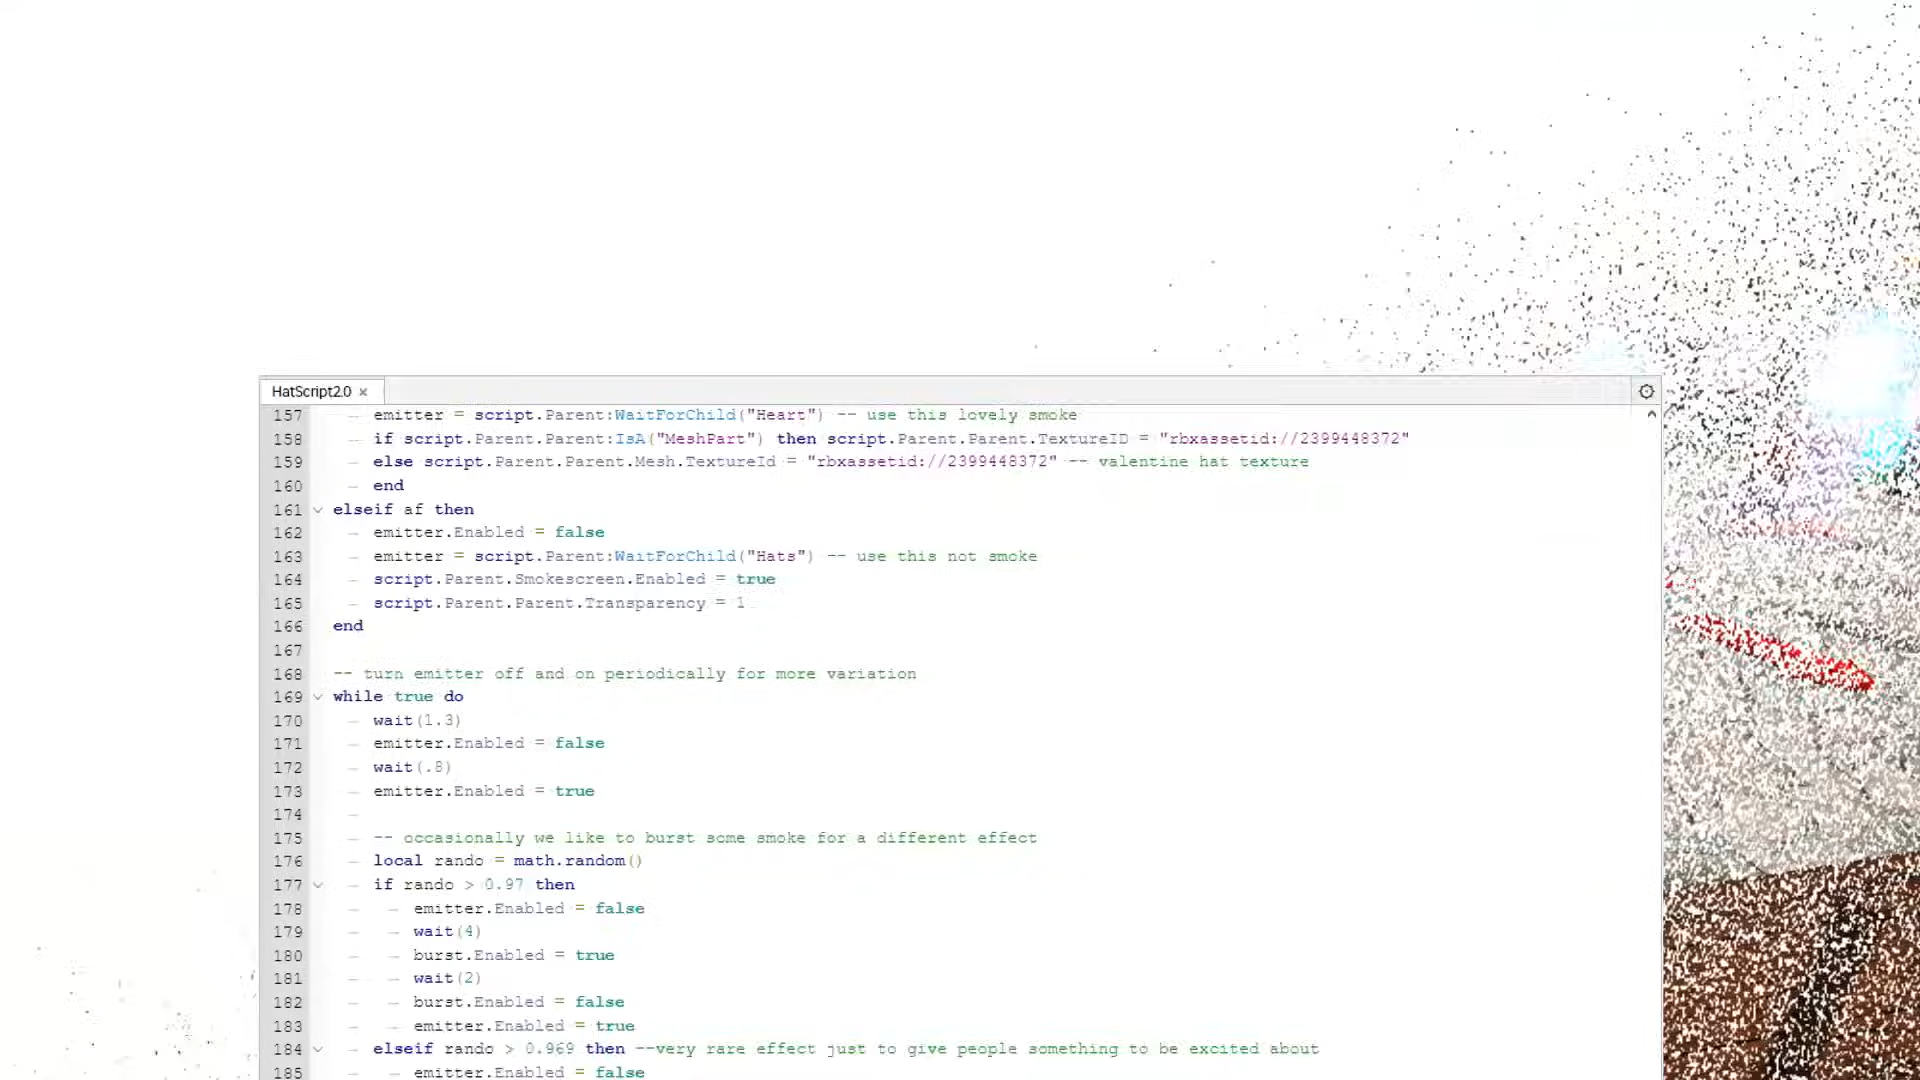 HatScript2.0 ×
157 emitter = script.Parent:WaitForChild("Heart") -- use this lovely smoke
158 if script.Parent.Parent:IsA("MeshPart") then script.Parent.Parent.TextureID = "rbxassetid://2399448372"
159 else script.Parent.Parent.Mesh.TextureId = "rbxassetid://2399448372" -- valentine hat texture
160 end
161 elseif af then
162 emitter.Enabled = false
163 emitter = script.Parent:WaitForChild("Hats") -- use this not smoke
164 script.Parent.Smokescreen.Enabled = true
165 script.Parent.Parent.Transparency = 1
166 end
167
168 -- turn emitter off and on periodically for more variation
169 while true do
170 wait(1.3)
171 emitter.Enabled = false
172 wait(.8)
173 emitter.Enabled = true
174
175 -- occasionally we like to burst some smoke for a different effect
176 local rando = math.random()
177 if rando > 0.97 then
178 emitter.Enabled = false
179 wait(4)
180 burst.Enabled = true
181 wait(2)
182 burst.Enabled = false
183 emitter.Enabled = true
184 elseif rando > 0.969 then --very rare effect just to give people something to be excited about
185 emitter.Enabled = false